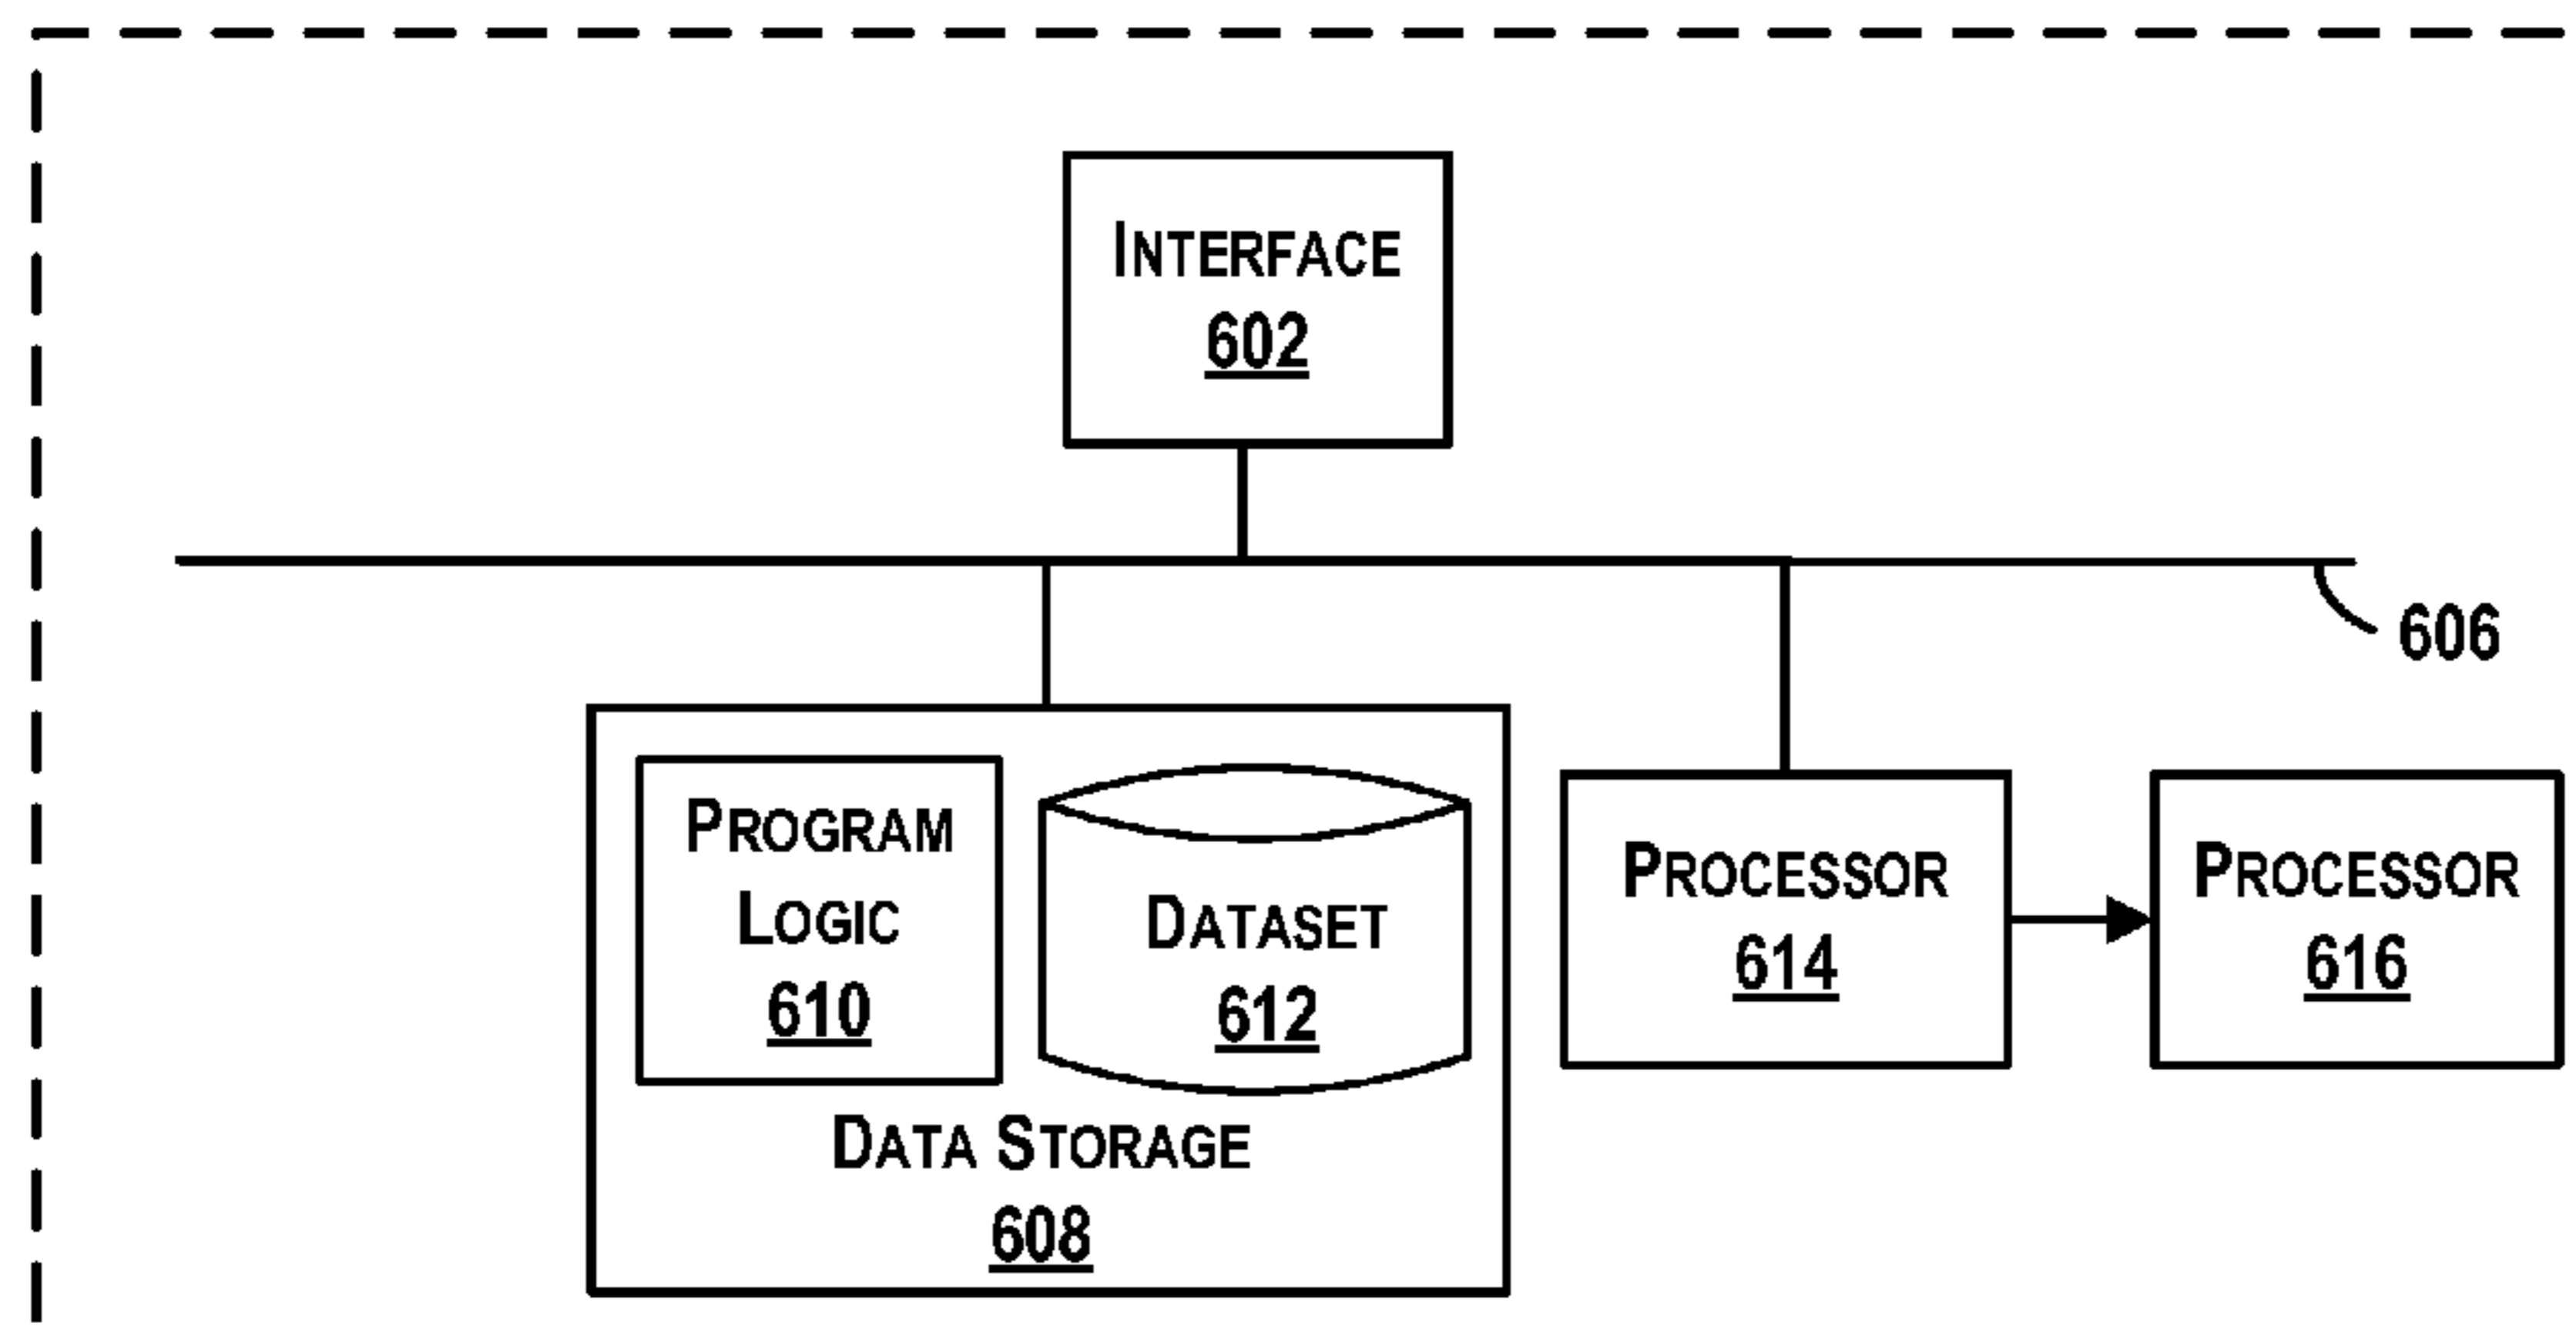 INTERFACE
602
606
PROGRAM
LOGIC
610
DATASET
612
DATA STORAGE
608
PROCESSOR
614
PROCESSOR
616